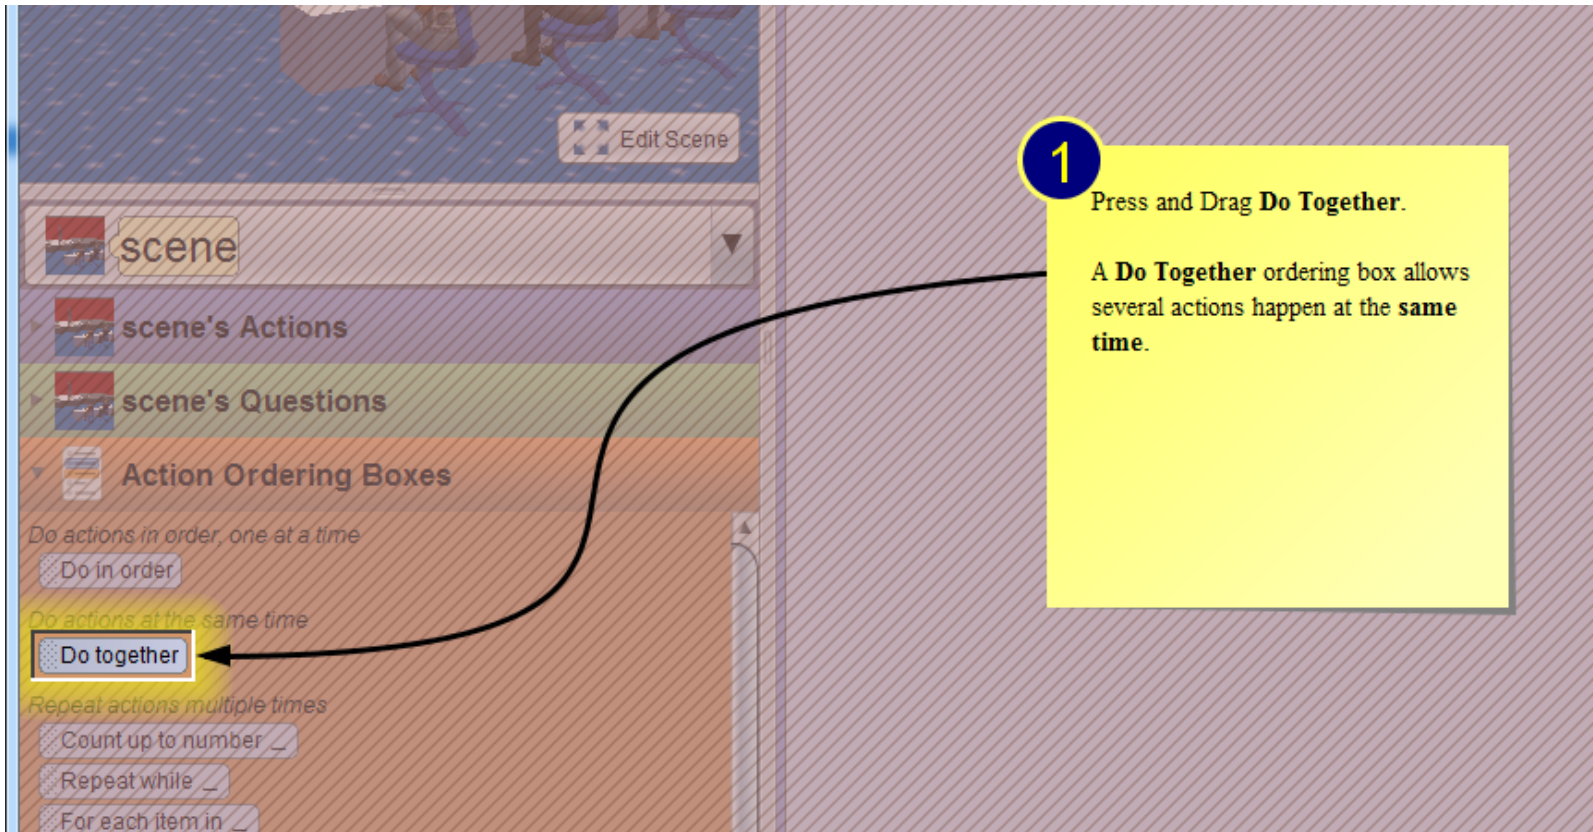 Edit Scene
scene
scene's Actions
scene's Questions
Action Ordering Boxes
Do actions in order, one at a time
Do in order
Do actions at the same time
Do together
Repeat actions multiple times
Count up to number _
Repeat while _
For each item in _
1
Press and Drag Do Together.
A Do Together ordering box allows
several actions happen at the same
time.